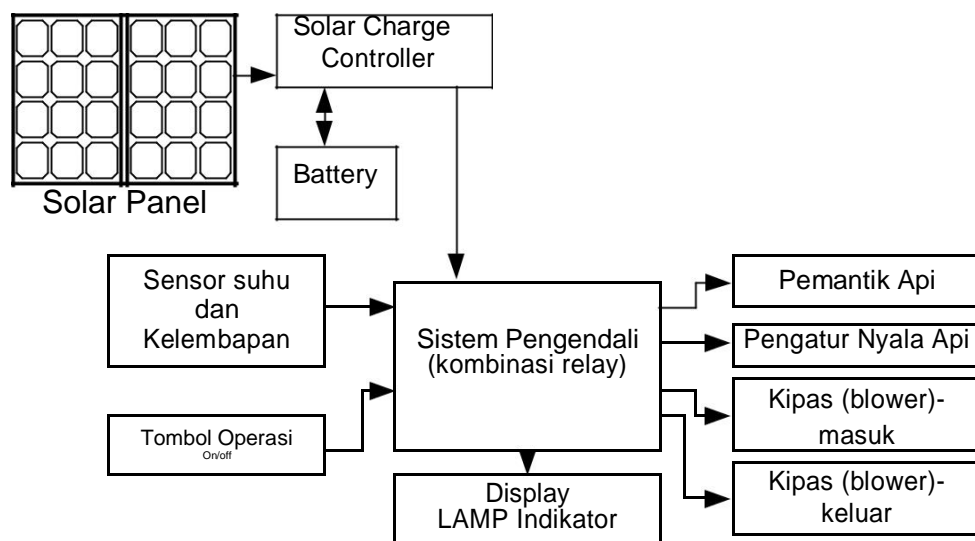 Solar Charge
Controller
Battery
Solar Panel
Sensor suhu
dan
Kelembapan
Tombol Operasi
On/off
Sistem Pengendali
(kombinasi relay)
Display
LAMP Indikator
Pemantik Api
Pengatur Nyala Api
Kipas (blower)-
masuk
Kipas (blower)-
keluar